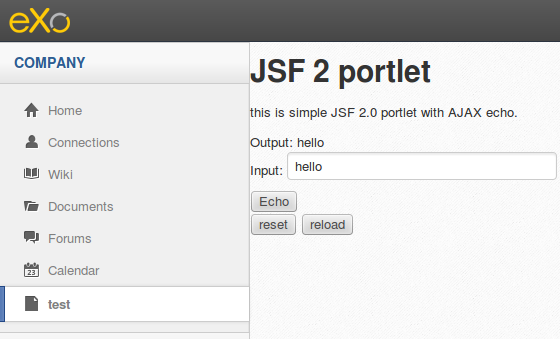 eXo
COMPANY
Home
Connections
Wiki
Documents
Forums
23
Calendar
test
JSF 2 portlet
this is simple JSF 2.0 portlet with AJAX echo.
Output: hello
Input: hello
Echo
reset reload